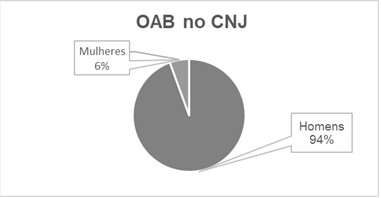 OAB no CNJ
Mulheres
6%
Homens
94%